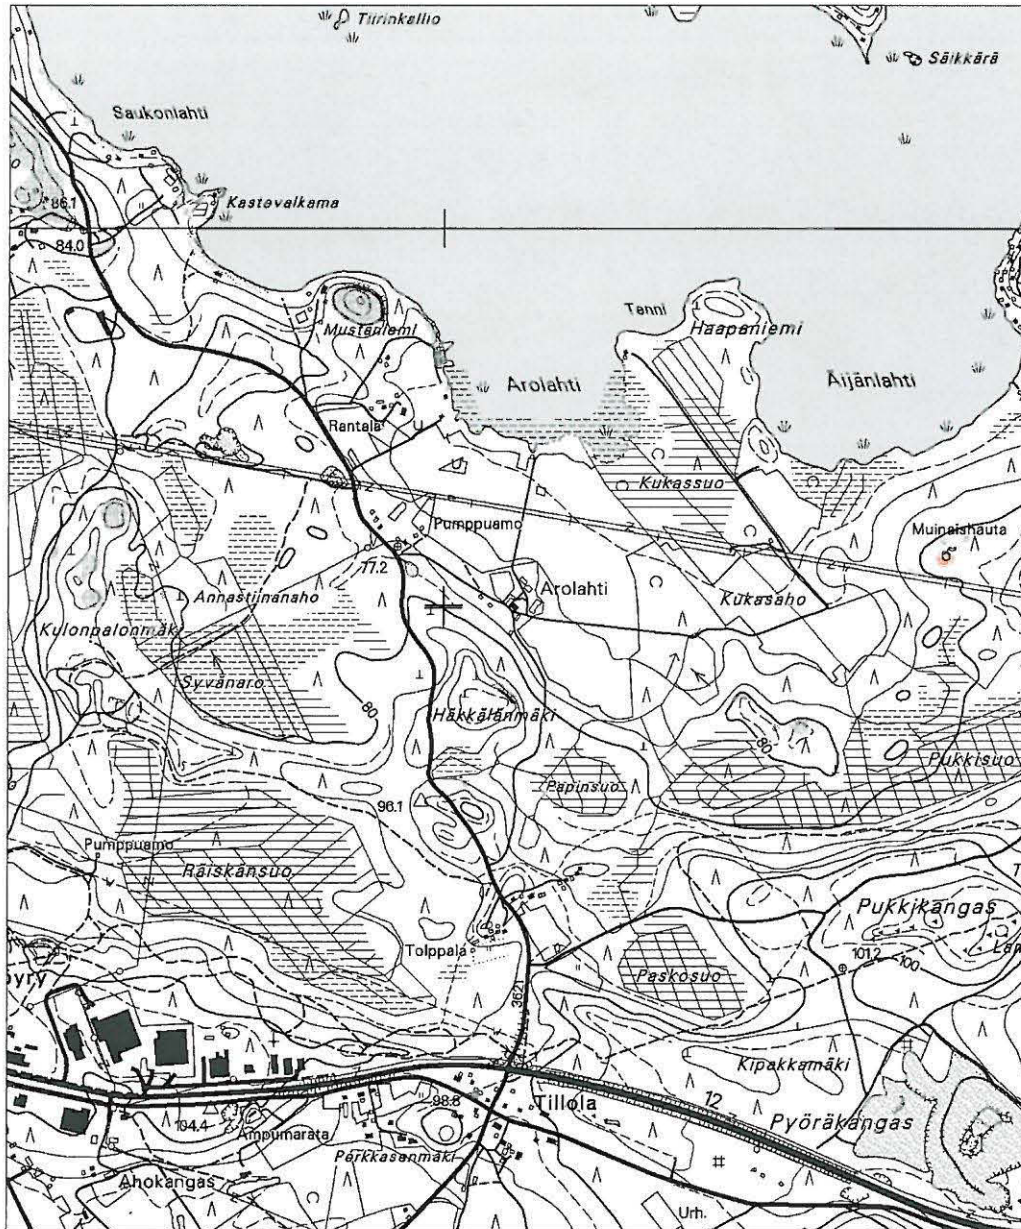 Tiirinkallio
Säikkärä
Saukonlahti
Kastevalkama
86.1
84.0
Mustaniemi
Tanni
Haapaniemi
Arolahti
Äijänlahti
Rantala
Kukassuo
Pumppuamo
Muinaishauta
77.2
Annastiinanaho
Arolahti
Kukasaho
Kulonpalonmäki
Syvänaro
80
Häkkälänmäki
80
Pukkisuo
Papinsuo
96.1
Pumppuamo
Räiskänsuo
Pukkikangas
Tolppala
101.2
100
Paskosuo
362
Kipakkamäki
12
98.8
Tillola
Pyöräkangas
104.4
Ampumarata
Perkkasenmäki
Ahokangas
Urh.